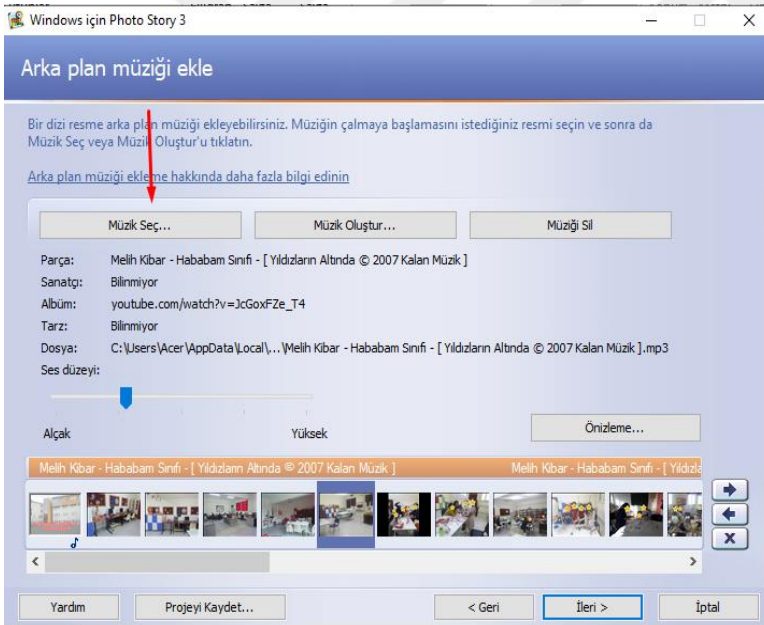 Windows için Photo Story 3
Arka plan müziği ekle
Bir dizi resme arka plan müziği ekleyebilirsiniz. Müziğin çalmaya başlamasını istediğiniz resmi seçin ve sonra da
Müzik Seç veya Müzik Oluştur'u tıklatın.
Arka plan müziği ekleme hakkında daha fazla bilgi edinin
Müzik Seç... Müzik Oluştur... Müziği Sil
Parça: Melih Kibar - Hababam Sınıfı - [ Yıldızların Altında © 2007 Kalan Müzik ]
Sanatçı: Bilinmiyor
Albüm: youtube.com/watch?v=JcGoxFZe_T4
Tarz: Bilinmiyor
Dosya: C:\Users\Acer\AppData\Local\...\Melih Kibar - Hababam Sınıfı - [ Yıldızların Altında © 2007 Kalan Müzik ].mp3
Ses düzeyi:
Alçak Yüksek
Önizleme...
Melih Kibar - Hababam Sınıfı - [ Yıldızların Altında © 2007 Kalan Müzik ] Melih Kibar - Hababam Sınıfı - [ Yıldızla
Yardım Projeyi Kaydet... < Geri İleri > İptal